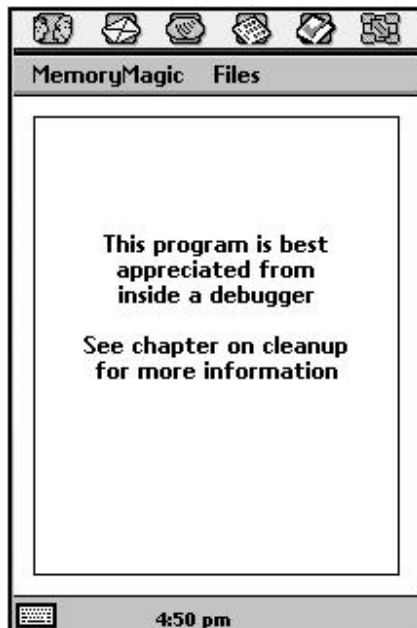 MemoryMagic Files
This program is best
appreciated from
inside a debugger
See chapter on cleanup
for more information
4:50 pm